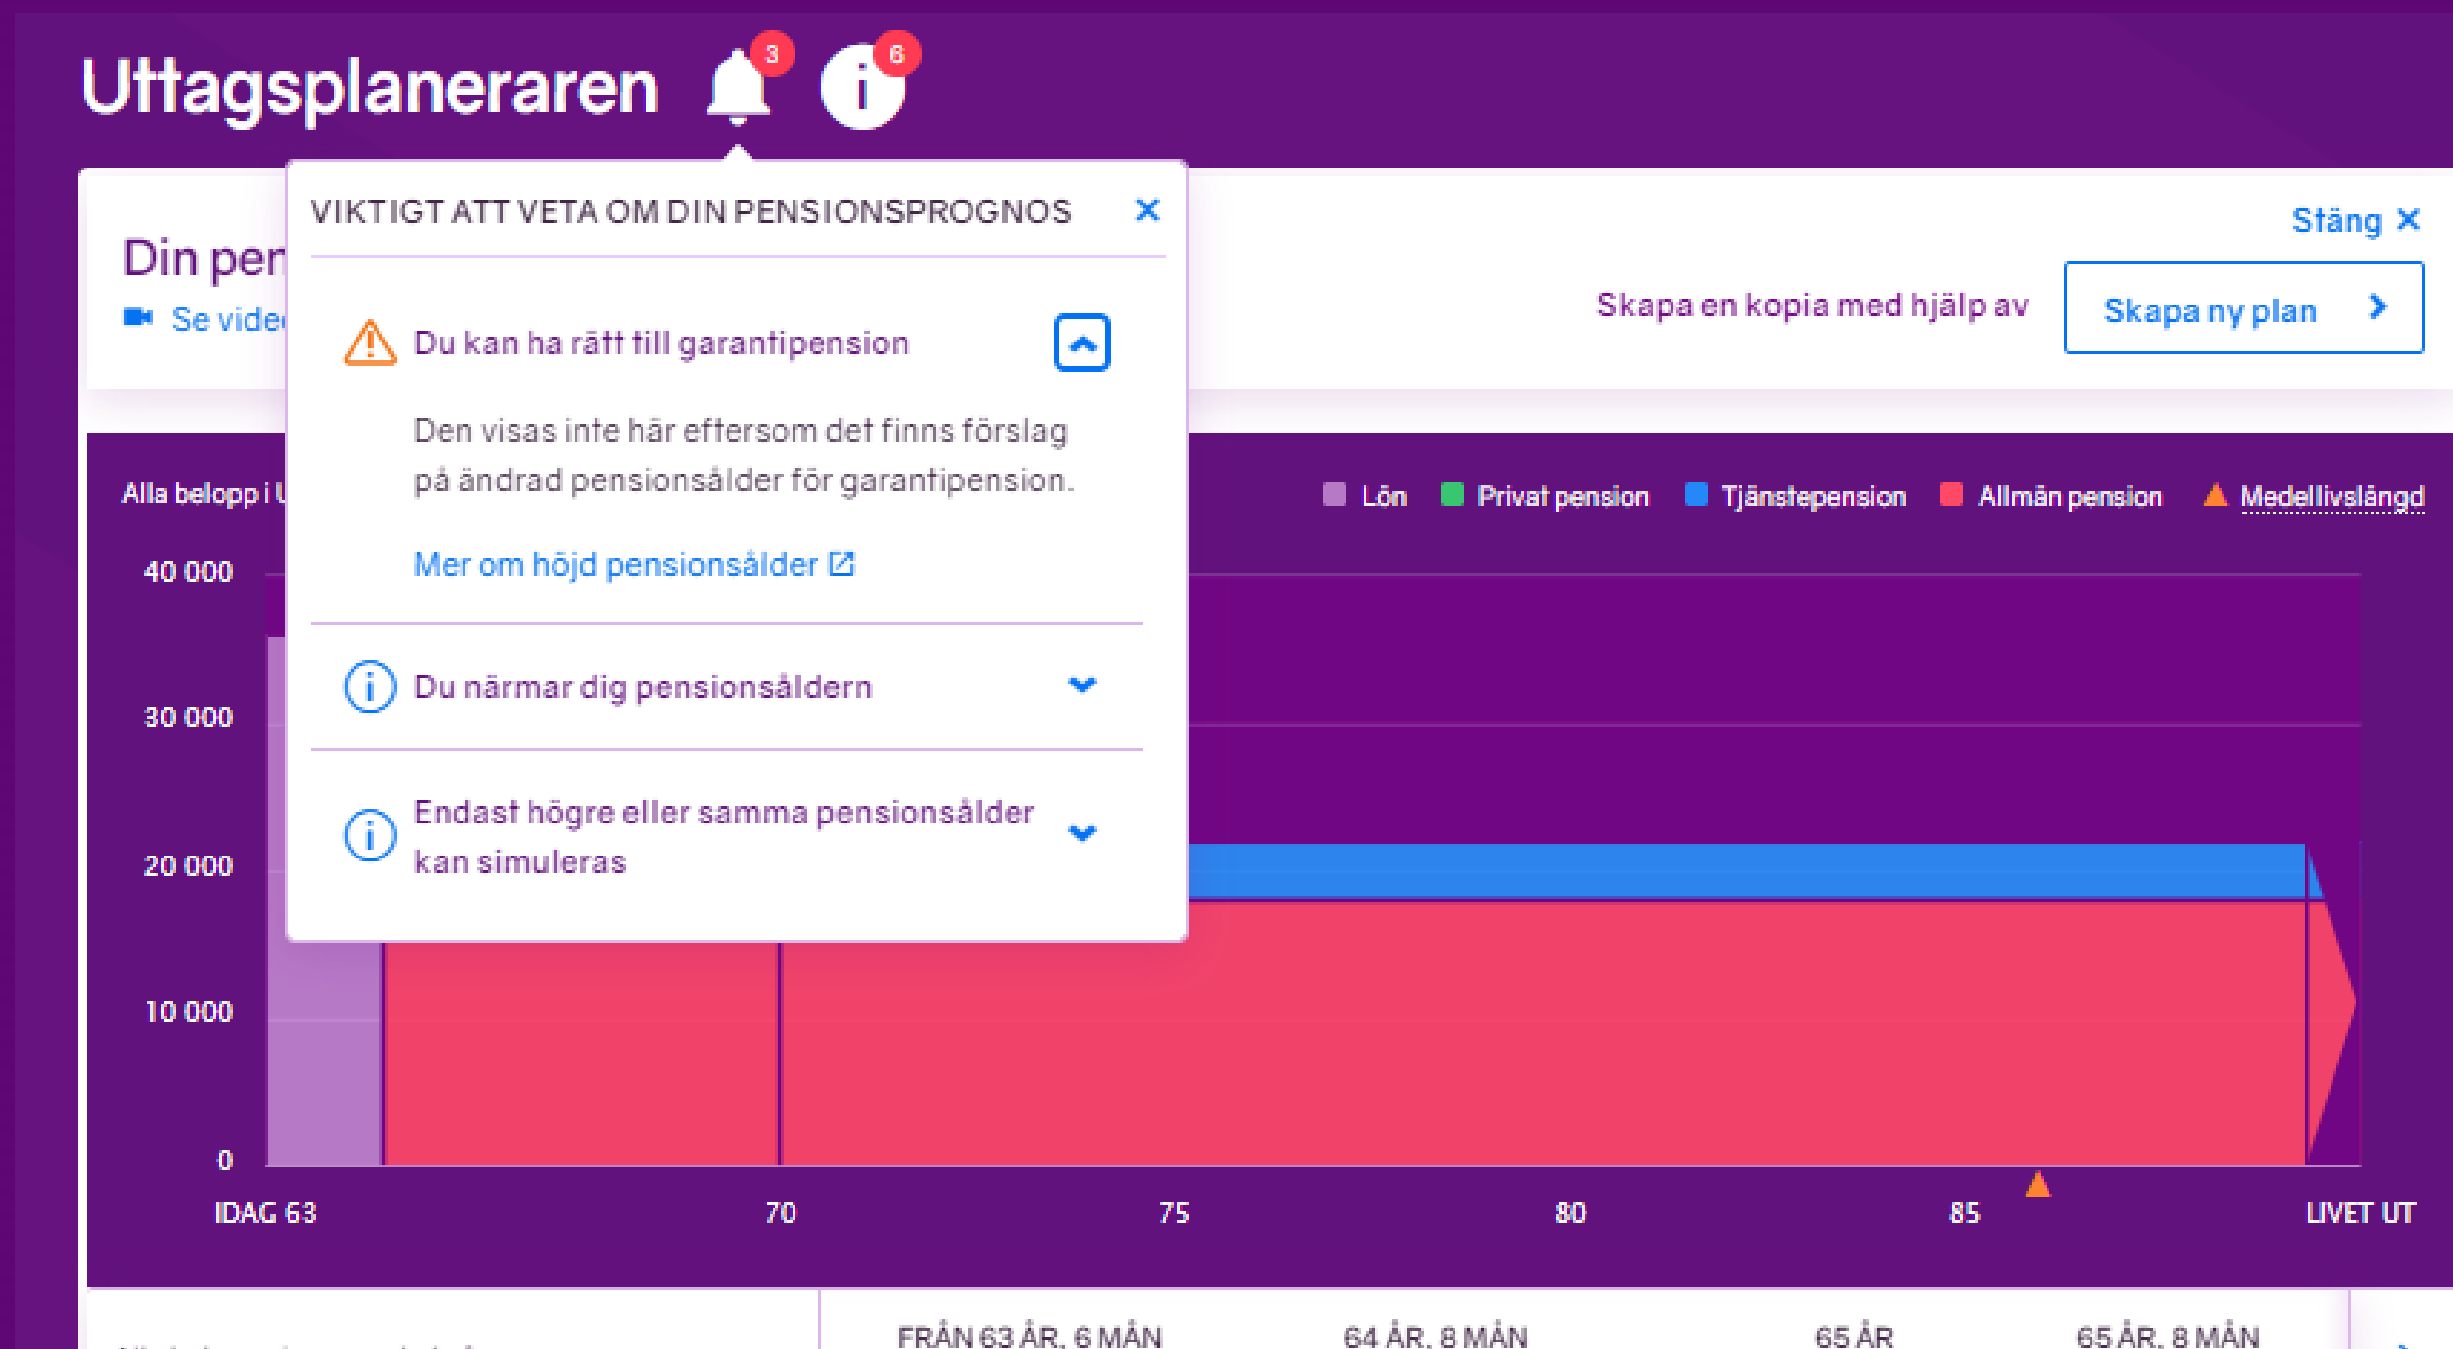 Uttagsplaneraren 3 6
VIKTIGT ATT VETA OM DIN PENSIONSPROGNOS
Stäng
Din
Se
Skapa en kopia med hjälp av
Skapa ny plan
Du kan ha rätt till garantipension
Den visas inte här eftersom det finns förslag
på ändrad pensionsålder för garantipension.
Mer om höjd pensionsålder
Du närmar dig pensionsåldern
Endast högre eller samma pensionsålder
kan simuleras
Alla belopp i
Lön Privat pension Tjänstepension Allmän pension Medellivslängd
40 000
30 000
20 000
10 000
0
IDAG 63 70 75 80 85 LIVET UT
FRÅN 63 ÅR, 6 MÅN 64 ÅR, 8 MÅN 65 ÅR 65 ÅR, 8 MÅN